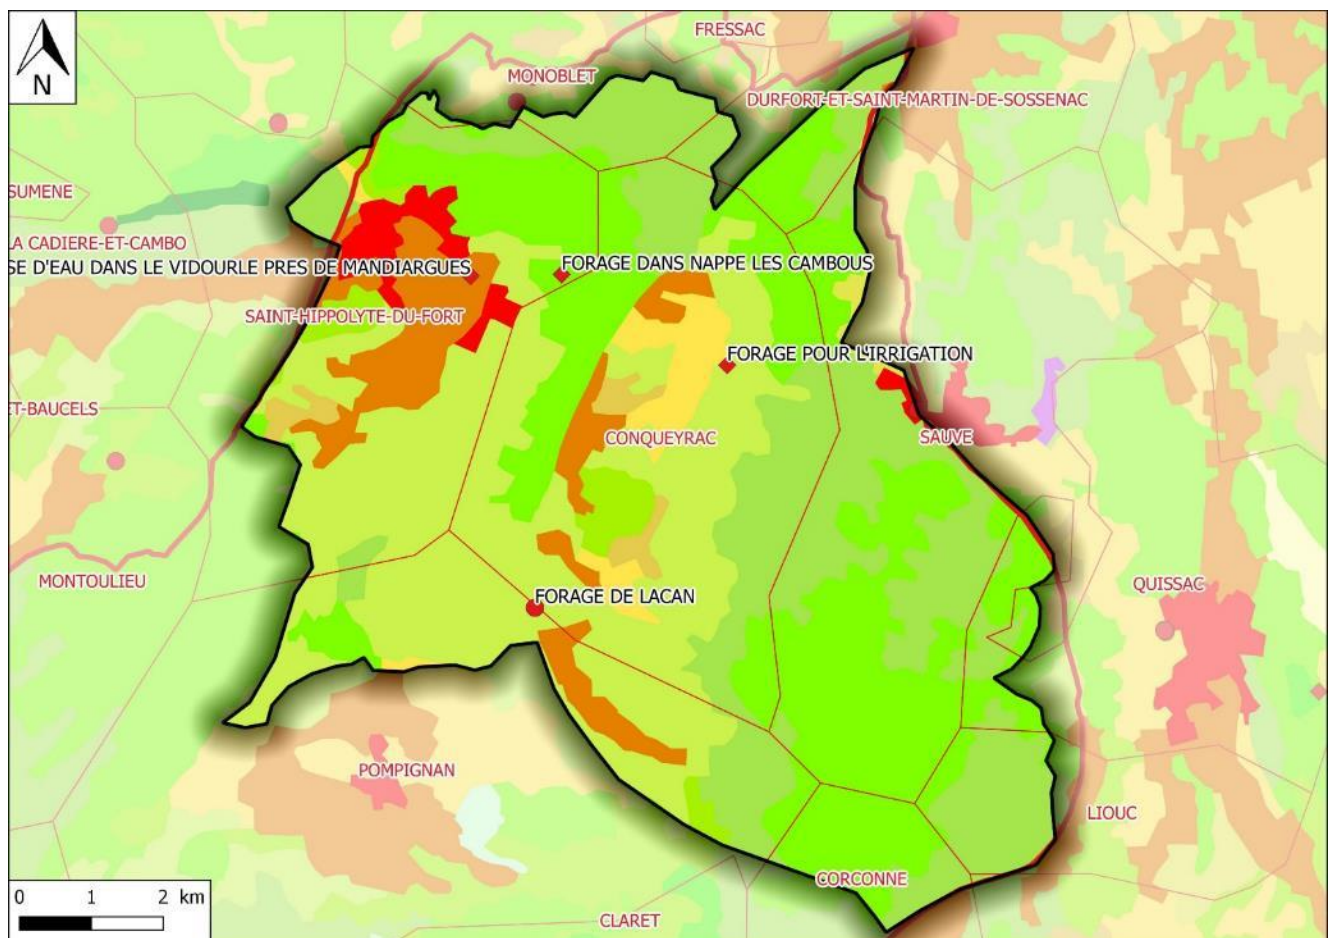 FRESSAC
N
MONOBLET
DURFORT-ET-SAINT-MARTIN-DE-SOSSENAC
SUMENE
LA CADIERE-ET-CAMBO
SE D'EAU DANS LE VIDOURLE PRES DE MANDIARGUES
FORAGE DANS NAPPE LES CAMBOUS
SAINT-HIPPOLYTE-DU-FORT
FORAGE POUR L'IRRIGATION
ET-BAUCELS
CONQUEYRAC
SAUVE
MONTOULIEU
QUISSAC
FORAGE DE LACAN
POMPIGNAN
LIOUC
CORCONNE
0 1 2 km
CLARET